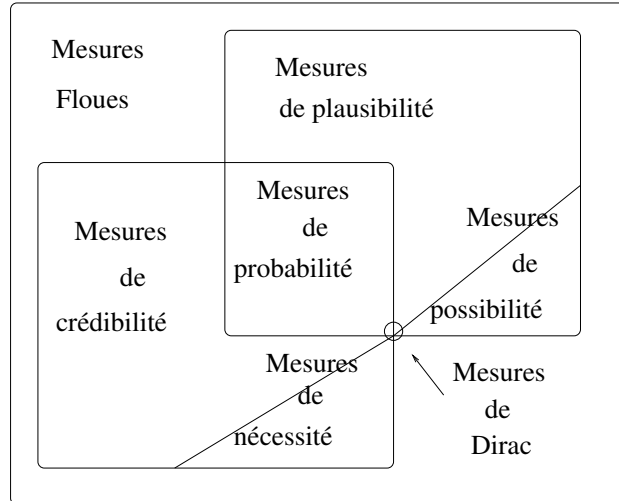 Mesures
Floues
Mesures
de plausibilité
Mesures
de
crédibilité
Mesures
de
probabilité
Mesures
de
possibilité
Mesures
de
nécessité
Mesures
de
Dirac